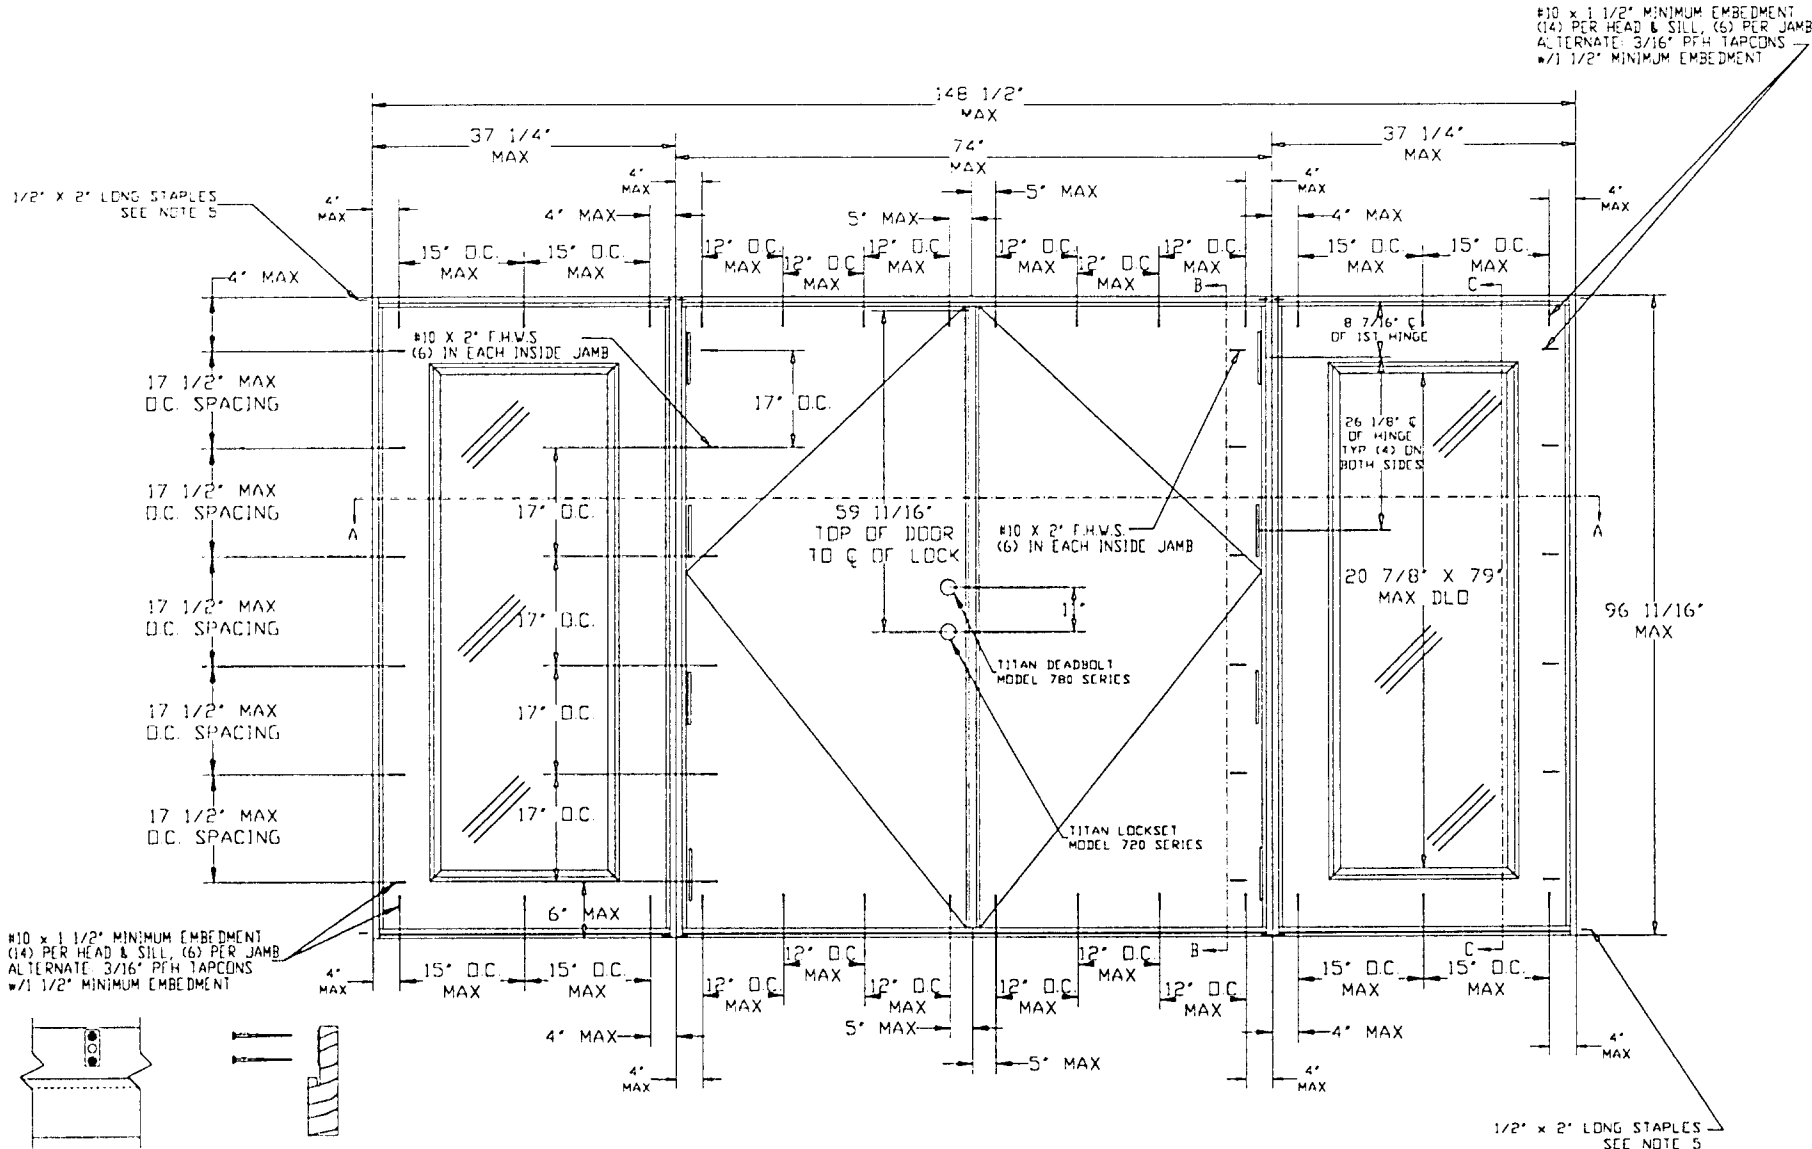 #10 x 1 1/2" MINIMUM EMBEDMENT
(14) PER HEAD & SILL, (6) PER JAMB
ALTERNATE: 3/16" PFH TAPCONS
w/1 1/2" MINIMUM EMBEDMENT
148 1/2"
MAX
37 1/4"
MAX
74"
MAX
37 1/4"
MAX
1/2" X 2" LONG STAPLES
SEE NOTE 5
4"
MAX
4"
MAX
4" MAX
5" MAX
5" MAX
4"
MAX
4" MAX
4"
MAX
15" O.C.
MAX
15" O.C.
MAX
12" O.C.
MAX
12" O.C
MAX
12" O.C.
MAX
12" O.C.
MAX
12" O.C.
MAX
12" O.C.
MAX
15" O.C.
MAX
15" O.C.
MAX
4" MAX
B
C
#10 X 2" F.H.W.S
(6) IN EACH INSIDE JAMB
8 7/16" ℄
OF 1ST HINGE
17 1/2" MAX
O.C. SPACING
17" O.C.
26 1/8" ℄
OF HINGE
TYP (4) ON
BOTH SIDES
17 1/2" MAX
O.C. SPACING
17" O.C.
59 11/16"
TOP OF DOOR
TO ℄ OF LOCK
#10 X 2" F.H.W.S.
(6) IN EACH INSIDE JAMB
A
A
20 7/8" X 79"
MAX DLO
17 1/2" MAX
O.C. SPACING
17" O.C.
1"
96 11/16"
MAX
TITAN DEADBOLT
MODEL 780 SERIES
17 1/2" MAX
O.C. SPACING
17" O.C.
17 1/2" MAX
O.C. SPACING
17" O.C.
TITAN LOCKSET
MODEL 720 SERIES
6" MAX
#10 x 1 1/2" MINIMUM EMBEDMENT
(14) PER HEAD & SILL, (6) PER JAMB
ALTERNATE: 3/16" PFH TAPCONS
w/1 1/2" MINIMUM EMBEDMENT
4"
MAX
15" O.C.
MAX
15" O.C.
MAX
12" O.C.
MAX
12" O.C.
MAX
12" O.C.
MAX
12" O.C.
MAX
12" O.C.
MAX
12" O.C
MAX
B
C
15" O.C.
MAX
15" O.C.
MAX
4" MAX
5" MAX
4" MAX
4"
MAX
5" MAX
4"
MAX
4"
MAX
1/2" x 2" LONG STAPLES
SEE NOTE 5